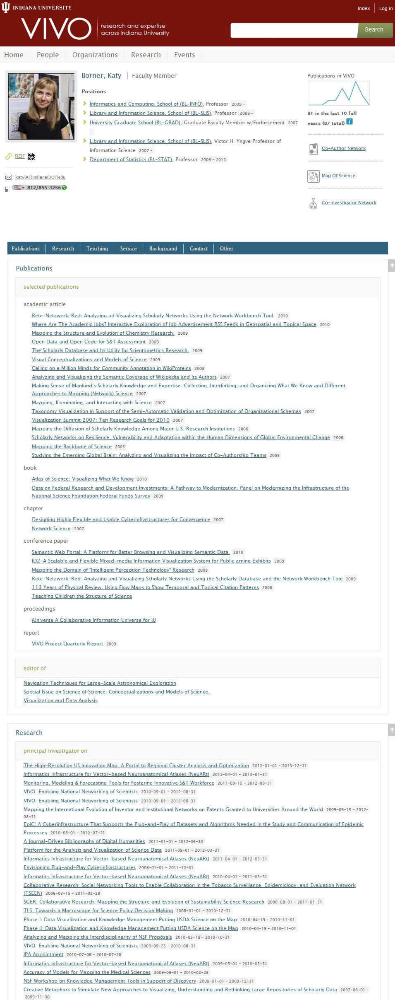 INDIANA UNIVERSITY
Index
Log in
VIVO
research and expertise
across Indiana University
Search
Home
People
Organizations
Research
Events
Borner, Katy
Faculty Member
Positions
Informatics and Computing, School of (BL-INFO), Professor 2009 -
Library and Information Science, School of (BL-SLIS), Professor 2009 -
University Graduate School (BL-GRAD), Graduate Faculty Member w/Endorsement 2007
-
Library and Information Science, School of (BL-SLIS), Victor H. Yngve Professor of
Information Science 2007 -
Department of Statistics (BL-STAT), Professor 2009 - 2012
RDF
katy(AT)indiana(DOT)edu
812/855-3256
Publications in VIVO
81 in the last 10 full
years (87 total) i
Co-Author Network
Map Of Science
Co-Investigator Network
Publications
Research
Teaching
Service
Background
Contact
Other
Publications
selected publications
academic article
Rete-Netzwerk-Red: Analyzing ad Visualizing Scholarly Networks Using the Network Workbench Tool. 2010
Where Are The Academic Jobs? Interactive Exploration of Job Advertisement RSS Feeds in Geospatial and Topical Space 2010
Mapping the Structure and Evolution of Chemistry Research. 2009
Open Data and Open Code for S&T Assessment 2009
The Scholarly Database and Its Utility for Scientometrics Research. 2009
Visual Conceptualizations and Models of Science 2009
Calling on a Million Minds for Community Annotation in WikiProteins 2008
Analyzing and Visualizing the Semantic Coverage of Wikipedia and Its Authors 2007
Making Sense of Mankind's Scholarly Knowledge and Expertise: Collecting, Interlinking, and Organizing What We Know and Different
Approaches to Mapping (Network) Science 2007
Mapping, Illuminating, and Interacting with Science 2007
Taxonomy Visualization in Support of the Semi-Automatic Validation and Optimization of Organizational Schemas 2007
Visualization Summit 2007: Ten Research Goals for 2010 2007
Mapping the Diffusion of Scholarly Knowledge Among Major U.S. Research Institutions 2006
Scholarly Networks on Resilience, Vulnerability and Adaptation within the Human Dimensions of Global Environmental Change 2006
Mapping the Backbone of Science 2005
Studying the Emerging Global Brain: Analyzing and Visualizing the Impact of Co-Authorship Teams 2005
book
Atlas of Science: Visualizing What We Know 2010
Data on Federal Research and Development Investments: A Pathway to Modernization. Panel on Modernizing the Infrastructure of the
National Science Foundation Federal Funds Survey 2009
chapter
Designing Highly Flexible and Usable Cyberinfrastructures for Convergence 2007
Network Science 2007
conference paper
Semantic Web Portal: A Platform for Better Browsing and Visualizing Semantic Data. 2010
ID2-A Scalable and Flexible Mixed-media Information Visualization System for Public arning Exhibits 2009
Mapping the Domain of "Intelligent Perception Technology" Research 2009
Rete-Netzwerk-Red: Analyzing and Visualizing Scholarly Networks Using the Scholarly Database and the Network Workbench Tool 2009
113 Years of Physical Review: Using Flow Maps to Show Temporal and Topical Citation Patterns 2008
Teaching Children the Structure of Science
proceedings
iUniverse A Collaborative Information Universe for IU
report
VIVO Project Quarterly Report 2009
editor of
Navigation Techniques for Large-Scale Astronomical Exploration
Special Issue on Science of Science: Conceptualizations and Models of Science.
Visualization and Data Analysis
Research
principal investigator on
The High-Resolution US Innovation Map. A Portal to Regional Cluster Analysis and Optimization 2012-01-01 - 2013-12-31
Informatics Infrastructure for Vector-based Neuroanatomical Atlases (NeuARt) 2012-04-01 - 2013-01-31
Monitoring, Modeling & Forecasting Tools for Fostering Innovative S&T Workforce 2011-09-15 - 2012-08-31
VIVO: Enabling National Networking of Scientists 2010-09-01 - 2012-08-31
VIVO: Enabling National Networking of Scientists 2010-09-01 - 2012-08-31
Mapping the International Evolution of Inventor and Institutional Networks on Patents Granted to Universities Around the World 2009-09-15 - 2012-
08-31
EpiC: A Cyberinfrastructure That Supports the Plug-and-Play of Datasets and Algorithms Needed in the Study and Communication of Epidemic
Processes 2010-08-01 - 2012-07-31
A Journal-Driven Bibliography of Digital Humanities 2011-01-01 - 2012-06-30
Platform for the Analysis and Visualization of Science Data 2011-09-01 - 2012-03-31
Informatics Infrastructure for Vector-based Neuroanatomical Atlases (NeuARt) 2011-04-01 - 2012-03-31
Envisioning Plug-and-Play Cyberinfrastructures 2008-01-01 - 2011-12-31
Informatics Infrastructure for Vector-based Neuroanatomical Atlases (NeuARt) 2010-04-01 - 2011-03-31
Collaborative Research: Social Networking Tools to Enable Collaboration in the Tobacco Surveillance, Epidemiology, and Evaluation Network
(TSEEN) 2006-03-15 - 2011-02-28
SGER: Collaborative Research: Mapping the Structure and Evolution of Sustainability Science Research 2008-08-01 - 2011-01-31
TLS: Towards a Macroscope for Science Policy Decision Making 2008-01-01 - 2010-12-31
Phase I: Data Visualization and Knowledge Management Putting USDA Science on the Map 2010-04-19 - 2010-11-01
Phase II: Data Visualization and Knowledge Management Putting USDA Science on the Map 2010-04-19 - 2010-11-01
Analyzing and Mapping the Interdisciplinarity of NSF Proposals 2010-05-18 - 2010-10-31
VIVO: Enabling National Networking of Scientists 2009-09-25 - 2010-08-31
IPA Appointment 2010-07-06 - 2010-07-28
Informatics Infrastructure for Vector-based Neuroanatomical Atlases (NeuARt) 2009-06-01 - 2010-03-31
Accuracy of Models for Mapping the Medical Sciences 2009-09-01 - 2010-02-28
NSF Workshop on Knowledge Management Tools in Support of Discovery 2008-01-01 - 2009-12-31
Creative Metaphors to Stimulate New Approaches to Visualizing, Understanding and Rethinking Large Repositories of Scholarly Data 2007-06-01 -
2009-11-30